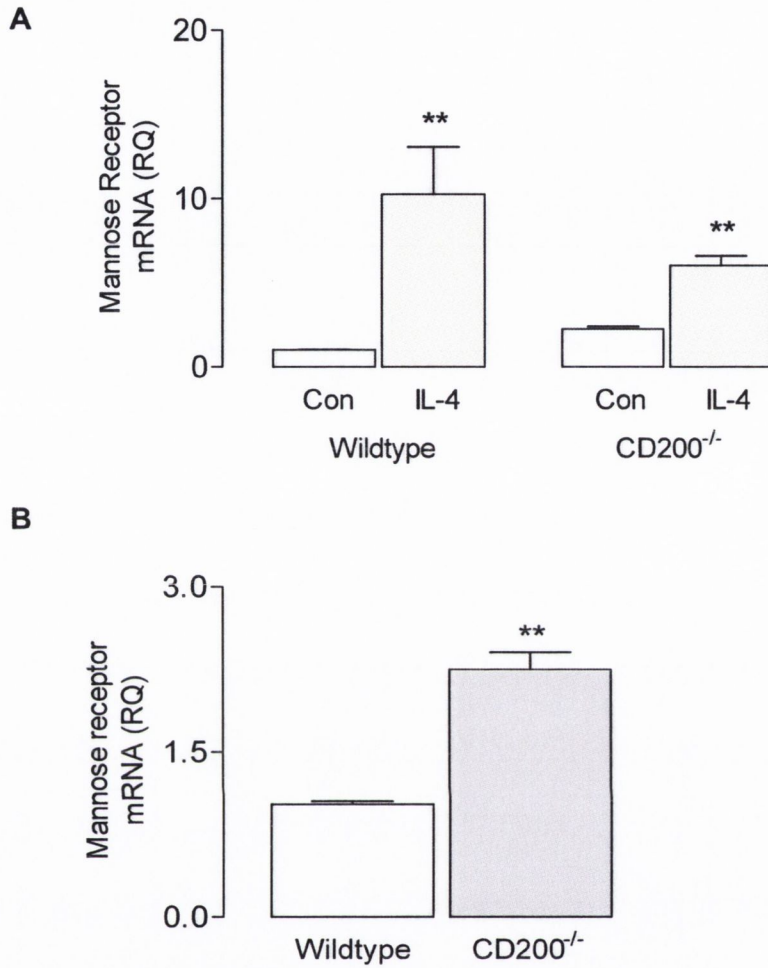 A
20
10
0
Mannose Receptor
mRNA (RQ)
**
**
Con IL-4 Con IL-4
Wildtype CD200-/-
B
3.0
1.5
0.0
Mannose receptor
mRNA (RQ)
**
Wildtype CD200-/-